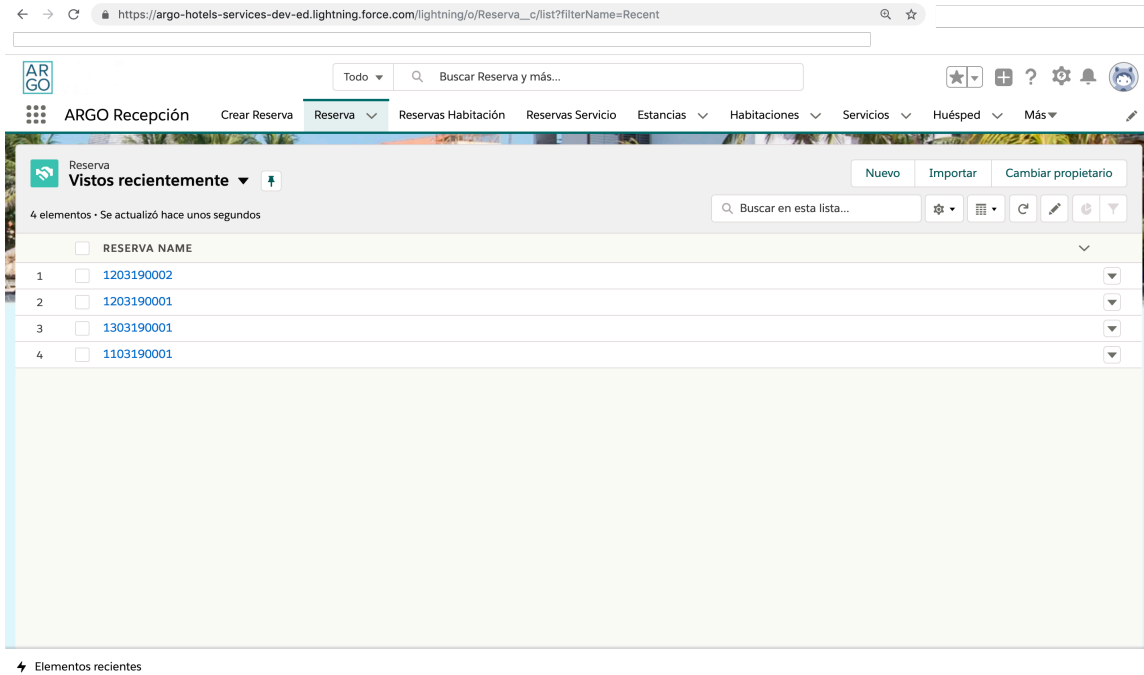 https://argo-hotels-services-dev-ed.lightning.force.com/lightning/o/Reserva__c/list?filterName=Recent
AR
GO
Todo Buscar Reserva y más...
ARGO Recepción Crear Reserva Reserva Reservas Habitación Reservas Servicio Estancias Habitaciones Servicios Huésped Más
Reserva
Vistos recientemente
Nuevo Importar Cambiar propietario
4 elementos • Se actualizó hace unos segundos
Buscar en esta lista...
RESERVA NAME
1 1203190002
2 1203190001
3 1303190001
4 1103190001
Elementos recientes